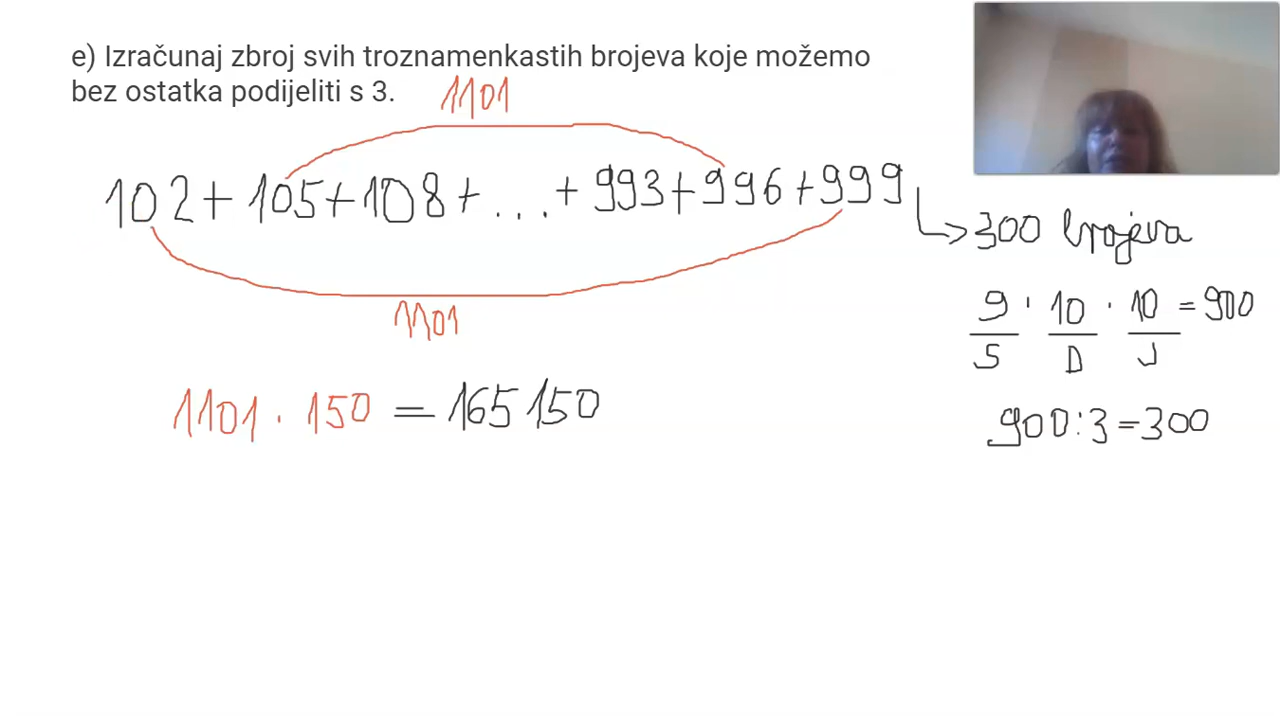 e) Izračunaj zbroj svih troznamenkastih brojeva koje možemo
bez ostatka podijeliti s 3.
1101
102+105+108+...+993+996+999
300 brojeva
1101
9 · 10 · 10 = 900
S D J
1101 · 150 = 165 150
900:3=300